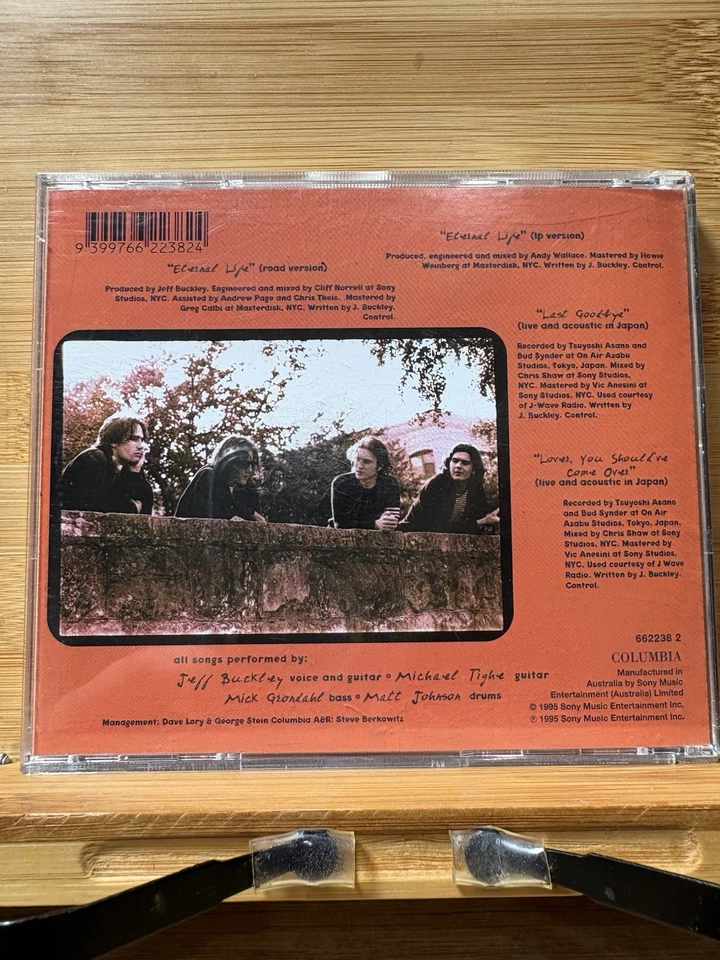 9 399766 223824
"Eternal Life" (road version)
Produced by Jeff Buckley. Engineered and mixed by Cliff Norrell at Sony
Studios, NYC. Assisted by Andrew Page and Chris Theis. Mastered by
Greg Calbi at Masterdisk, NYC. Written by J. Buckley.
Control.
"Eternal Life" (lp version)
Produced, engineered and mixed by Andy Wallace. Mastered by Howie
Weinberg at Masterdisk, NYC. Written by J. Buckley. Control.
"Last Goodbye"
(live and acoustic in Japan)
Recorded by Tsuyoshi Asano and
Bud Synder at On Air Azabu
Studios, Tokyo, Japan. Mixed by
Chris Shaw at Sony Studios,
NYC. Mastered by Vic Anesini at
Sony Studios, NYC. Used courtesy
of J-Wave Radio. Written by
J. Buckley. Control.
"Lover, You Should've
Come Over"
(live and acoustic in Japan)
Recorded by Tsuyoshi Asano
and Bud Synder at On Air
Azabu Studios, Tokyo, Japan.
Mixed by Chris Shaw at Sony
Studios, NYC. Mastered by
Vic Anesini at Sony Studios,
NYC. Used courtesy of J Wave
Radio. Written by J. Buckley.
Control.
all songs performed by:
Jeff Buckley voice and guitar • Michael Tighe guitar
Mick Grondahl bass • Matt Johnson drums
Management: Dave Lory & George Stein Columbia A&R: Steve Berkowitz
662238 2
COLUMBIA
Manufactured in
Australia by Sony Music
Entertainment (Australia) Limited
© 1995 Sony Music Entertainment Inc.
℗ 1995 Sony Music Entertainment Inc.